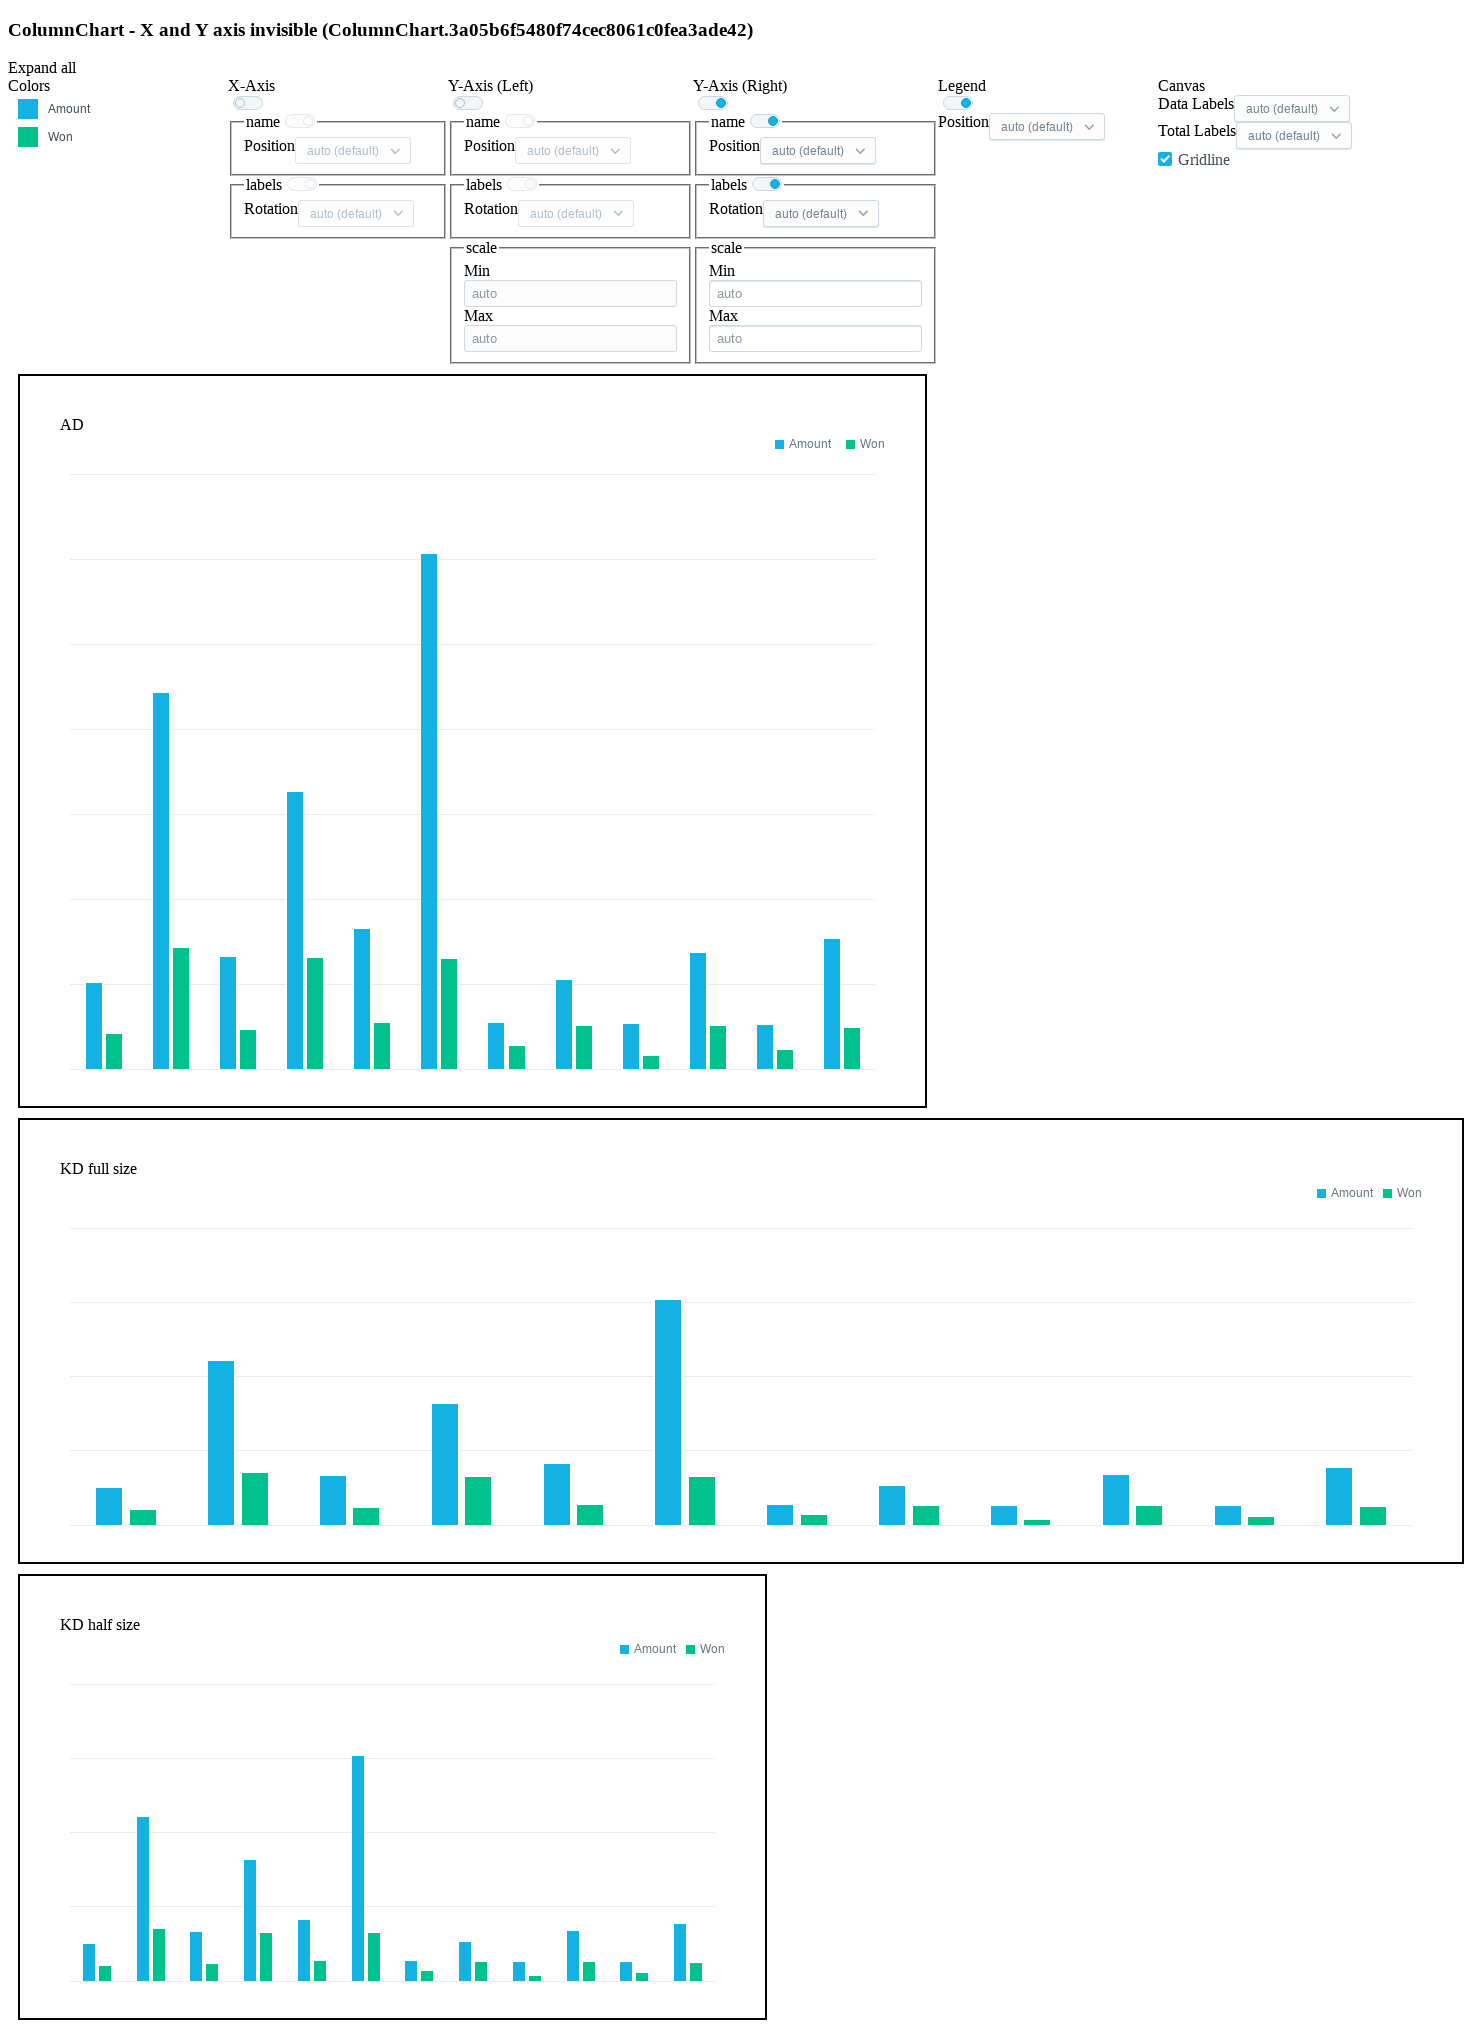 ColumnChart - X and Y axis invisible (ColumnChart.3a05b6f5480f74cec8061c0fea3ade42)
Expand all
Colors
Amount
Won
X-Axis
name
Position auto (default)
labels
Rotation auto (default)
Y-Axis (Left)
name
Position auto (default)
labels
Rotation auto (default)
scale
Min
auto
Max
auto
Y-Axis (Right)
name
Position auto (default)
labels
Rotation auto (default)
scale
Min
auto
Max
auto
Legend
Position auto (default)
Canvas
Data Labels auto (default)
Total Labels auto (default)
Gridline
AD
Amount Won
KD full size
Amount Won
KD half size
Amount Won